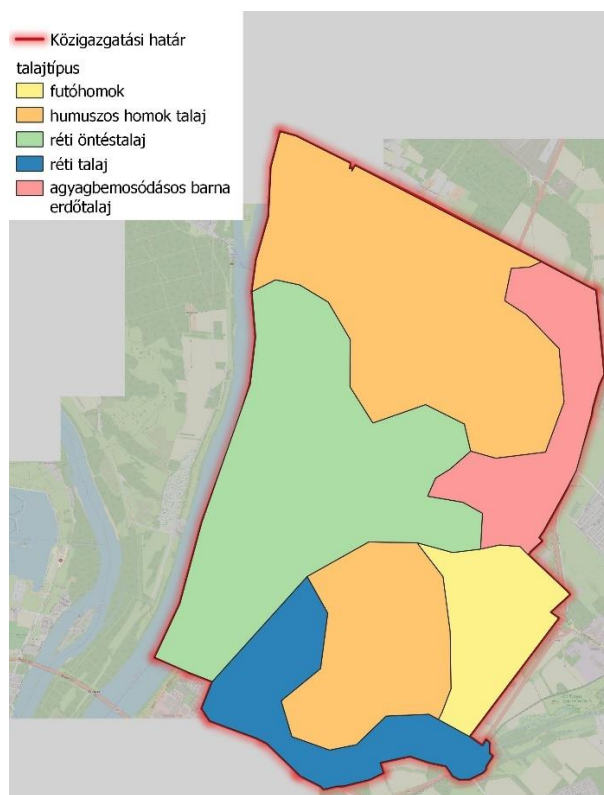 Közigazgatási határ
talajtípus
futóhomok
humuszos homok talaj
réti öntéstalaj
réti talaj
agyagbemosódásos barna
erdőtalaj